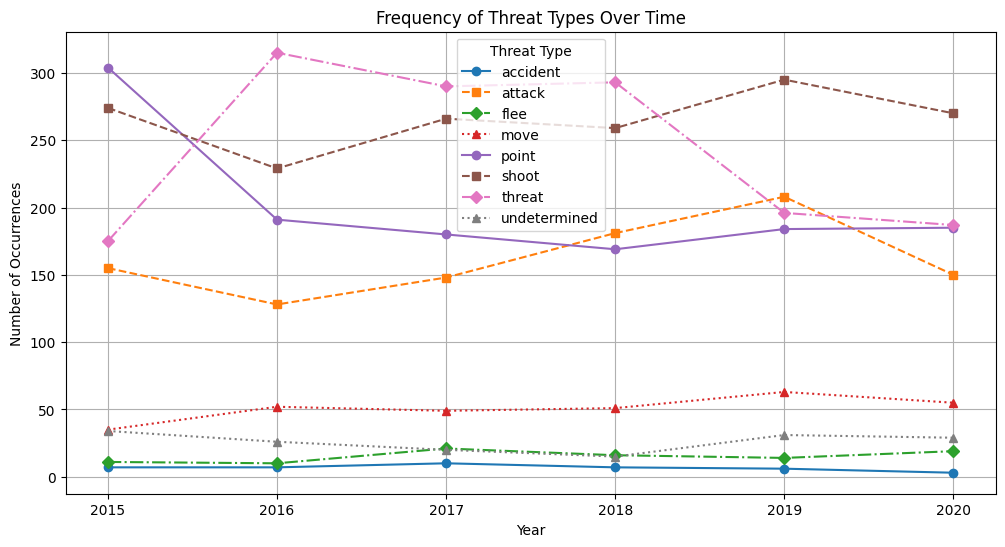 Frequency of Threat Types Over Time
Threat Type
accident
attack
flee
move
point
shoot
threat
undetermined
Number of Occurrences
300
250
200
150
100
50
0
2015 2016 2017 2018 2019 2020
Year